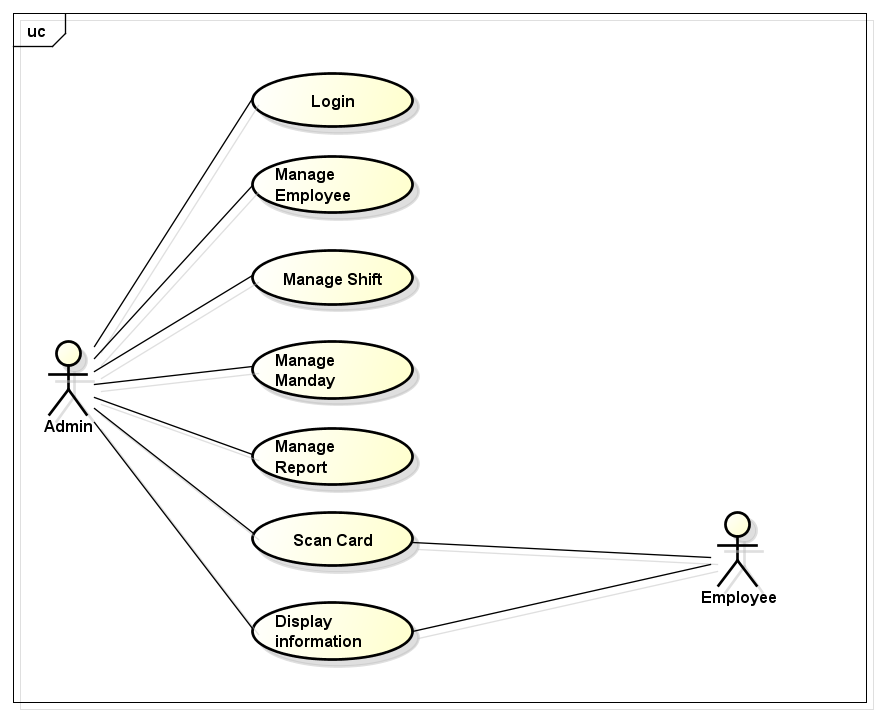 uc
Login
Manage
Employee
Manage Shift
Manage
Manday
Admin
Manage
Report
Scan Card
Employee
Display
information